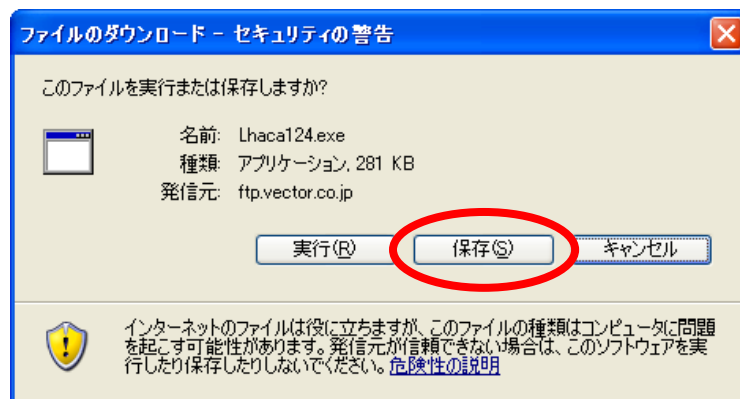 ファイルのダウンロード - セキュリティの警告
このファイルを実行または保存しますか?
名前: Lhaca124.exe
種類: アプリケーション, 281 KB
発信元: ftp.vector.co.jp
実行(R) 保存(S) キャンセル
インターネットのファイルは役に立ちますが、このファイルの種類はコンピュータに問題
を起こす可能性があります。発信元が信頼できない場合は、このソフトウェアを実
行したり保存したりしないでください。危険性の説明